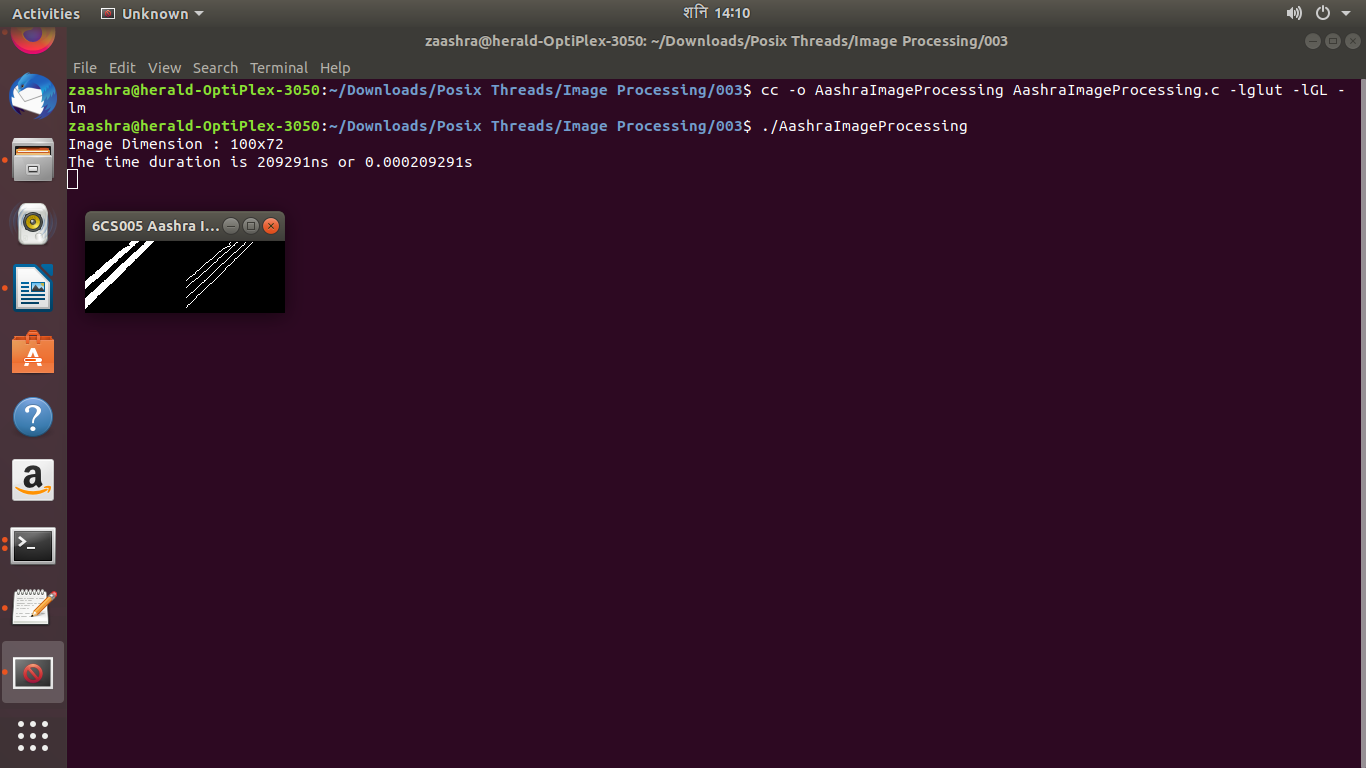 Activities Unknown शनि 14:10
zaashra@herald-OptiPlex-3050: ~/Downloads/Posix Threads/Image Processing/003
File Edit View Search Terminal Help
zaashra@herald-OptiPlex-3050:~/Downloads/Posix Threads/Image Processing/003$ cc -o AashraImageProcessing AashraImageProcessing.c -lglut -lGL -
lm
zaashra@herald-OptiPlex-3050:~/Downloads/Posix Threads/Image Processing/003$ ./AashraImageProcessing
Image Dimension : 100x72
The time duration is 209291ns or 0.000209291s
6CS005 Aashra I...